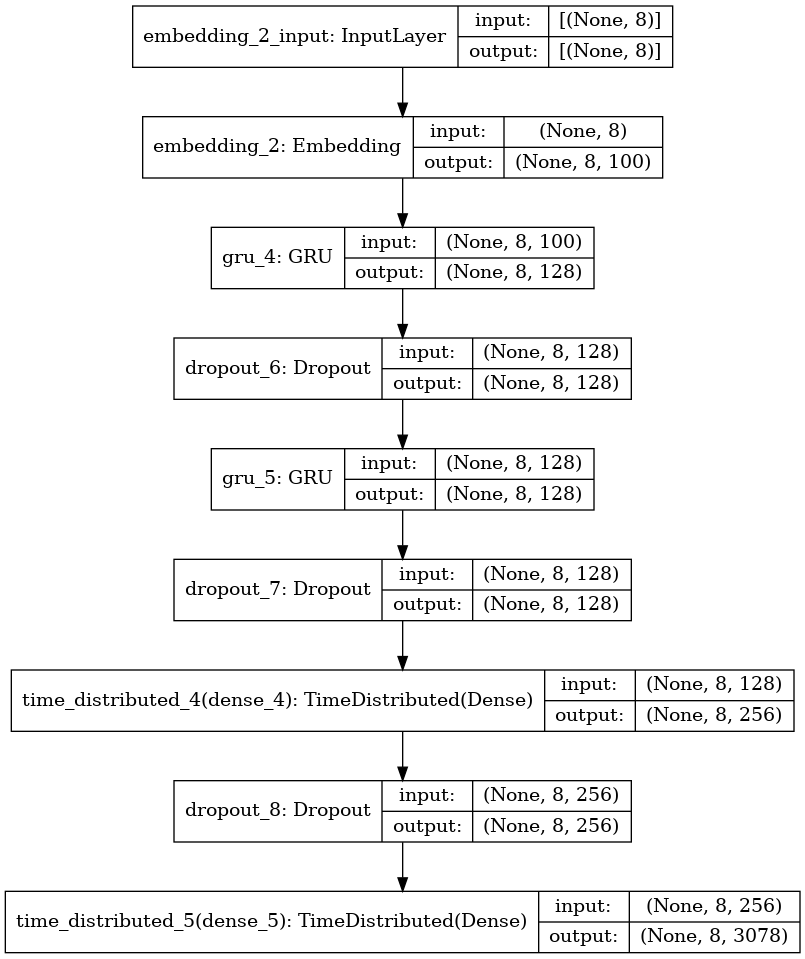 embedding_2_input: InputLayer
input:
[(None, 8)]
output:
[(None, 8)]
embedding_2: Embedding
input:
(None, 8)
output:
(None, 8, 100)
gru_4: GRU
input:
(None, 8, 100)
output:
(None, 8, 128)
dropout_6: Dropout
input:
(None, 8, 128)
output:
(None, 8, 128)
gru_5: GRU
input:
(None, 8, 128)
output:
(None, 8, 128)
dropout_7: Dropout
input:
(None, 8, 128)
output:
(None, 8, 128)
time_distributed_4(dense_4): TimeDistributed(Dense)
input:
(None, 8, 128)
output:
(None, 8, 256)
dropout_8: Dropout
input:
(None, 8, 256)
output:
(None, 8, 256)
time_distributed_5(dense_5): TimeDistributed(Dense)
input:
(None, 8, 256)
output:
(None, 8, 3078)